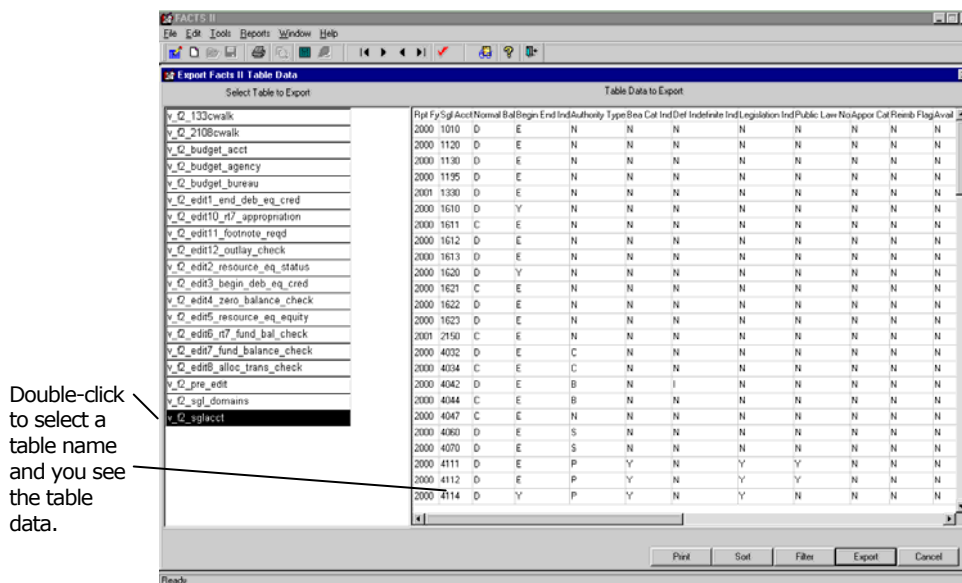 FACTS II
File Edit Tools Reports Window Help
Export Facts II Table Data
Select Table to Export
Table Data to Export
v_f2_133cwalk
v_f2_2108cwalk
v_f2_budget_acct
v_f2_budget_agency
v_f2_budget_bureau
v_f2_edit1_end_deb_eq_cred
v_f2_edit10_rt7_appropriation
v_f2_edit11_footnote_reqd
v_f2_edit12_outlay_check
v_f2_edit2_resource_eq_status
v_f2_edit3_begin_deb_eq_cred
v_f2_edit4_zero_balance_check
v_f2_edit5_resource_eq_equity
v_f2_edit6_rt7_fund_bal_check
v_f2_edit7_fund_balance_check
v_f2_edit8_alloc_trans_check
v_f2_pre_edit
v_f2_sgl_domains
v_f2_sglacct
Rpt Fy Sgl Acct Normal Bal Begin End Ind Authority Type Bea Cat Ind Def Indefinite Ind Legislation Ind Public Law No Appor Cat Reimb Flag Avail
2000 1010 D E N N N N N N N N
2000 1120 D E N N N N N N N N
2000 1130 D E N N N N N N N N
2000 1195 D E N N N N N N N N
2001 1330 D E N N N N N N N N
2000 1610 D Y N N N N N N N N
2000 1611 C E N N N N N N N N
2000 1612 D E N N N N N N N N
2000 1613 D E N N N N N N N N
2000 1620 D Y N N N N N N N N
2000 1621 C E N N N N N N N N
2000 1622 D E N N N N N N N N
2000 1623 D E N N N N N N N N
2001 2150 C E N N N N N N N N
2000 4032 D E C N N N N N N N
2000 4034 C E C N N N N N N N
2000 4042 D E B N I N N N N N
2000 4044 C E B N N N N N N N
2000 4047 C E N N N N N N N N
2000 4060 D E S N N N N N N N
2000 4070 D E S N N N N N N N
2000 4111 D E P Y N Y Y N N N
2000 4112 D E P Y N Y Y N N N
2000 4114 D Y P Y N Y N N N N
Print Sort Filter Export Cancel
Ready
Double-click
to select a
table name
and you see
the table
data.